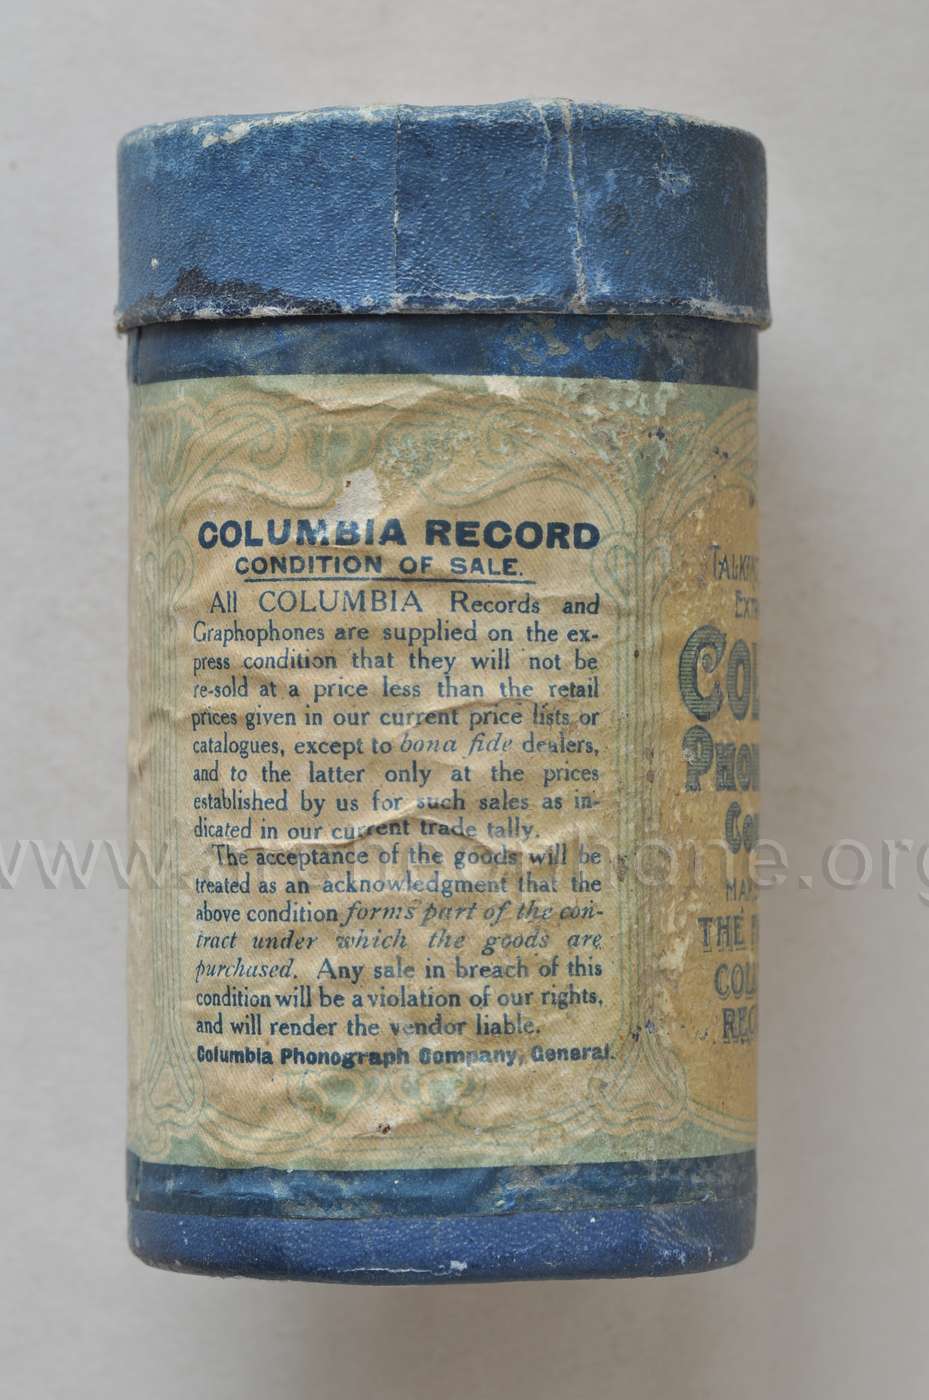 COLUMBIA RECORD
CONDITION OF SALE.
All COLUMBIA Records and
Graphophones are supplied on the ex-
press condition that they will not be
re-sold at a price less than the retail
prices given in our current price lists or
catalogues, except to bona fide dealers,
and to the latter only at the prices
established by us for such sales as in-
dicated in our current trade tally.
The acceptance of the goods will be
treated as an acknowledgment that the
above condition forms part of the con-
tract under which the goods are
purchased. Any sale in breach of this
condition will be a violation of our rights,
and will render the vendor liable.
Columbia Phonograph Company, General.
THE